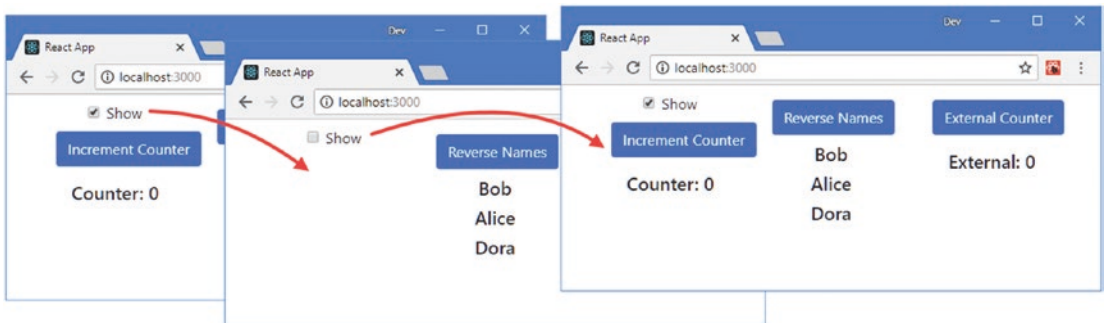 Dev
React App
localhost:3000
Show
Increment Counter
Counter: 0
React App
localhost:3000
Show
Reverse Names
Bob
Alice
Dora
Dev
React App
localhost:3000
Show
Increment Counter
Counter: 0
Reverse Names
Bob
Alice
Dora
External Counter
External: 0